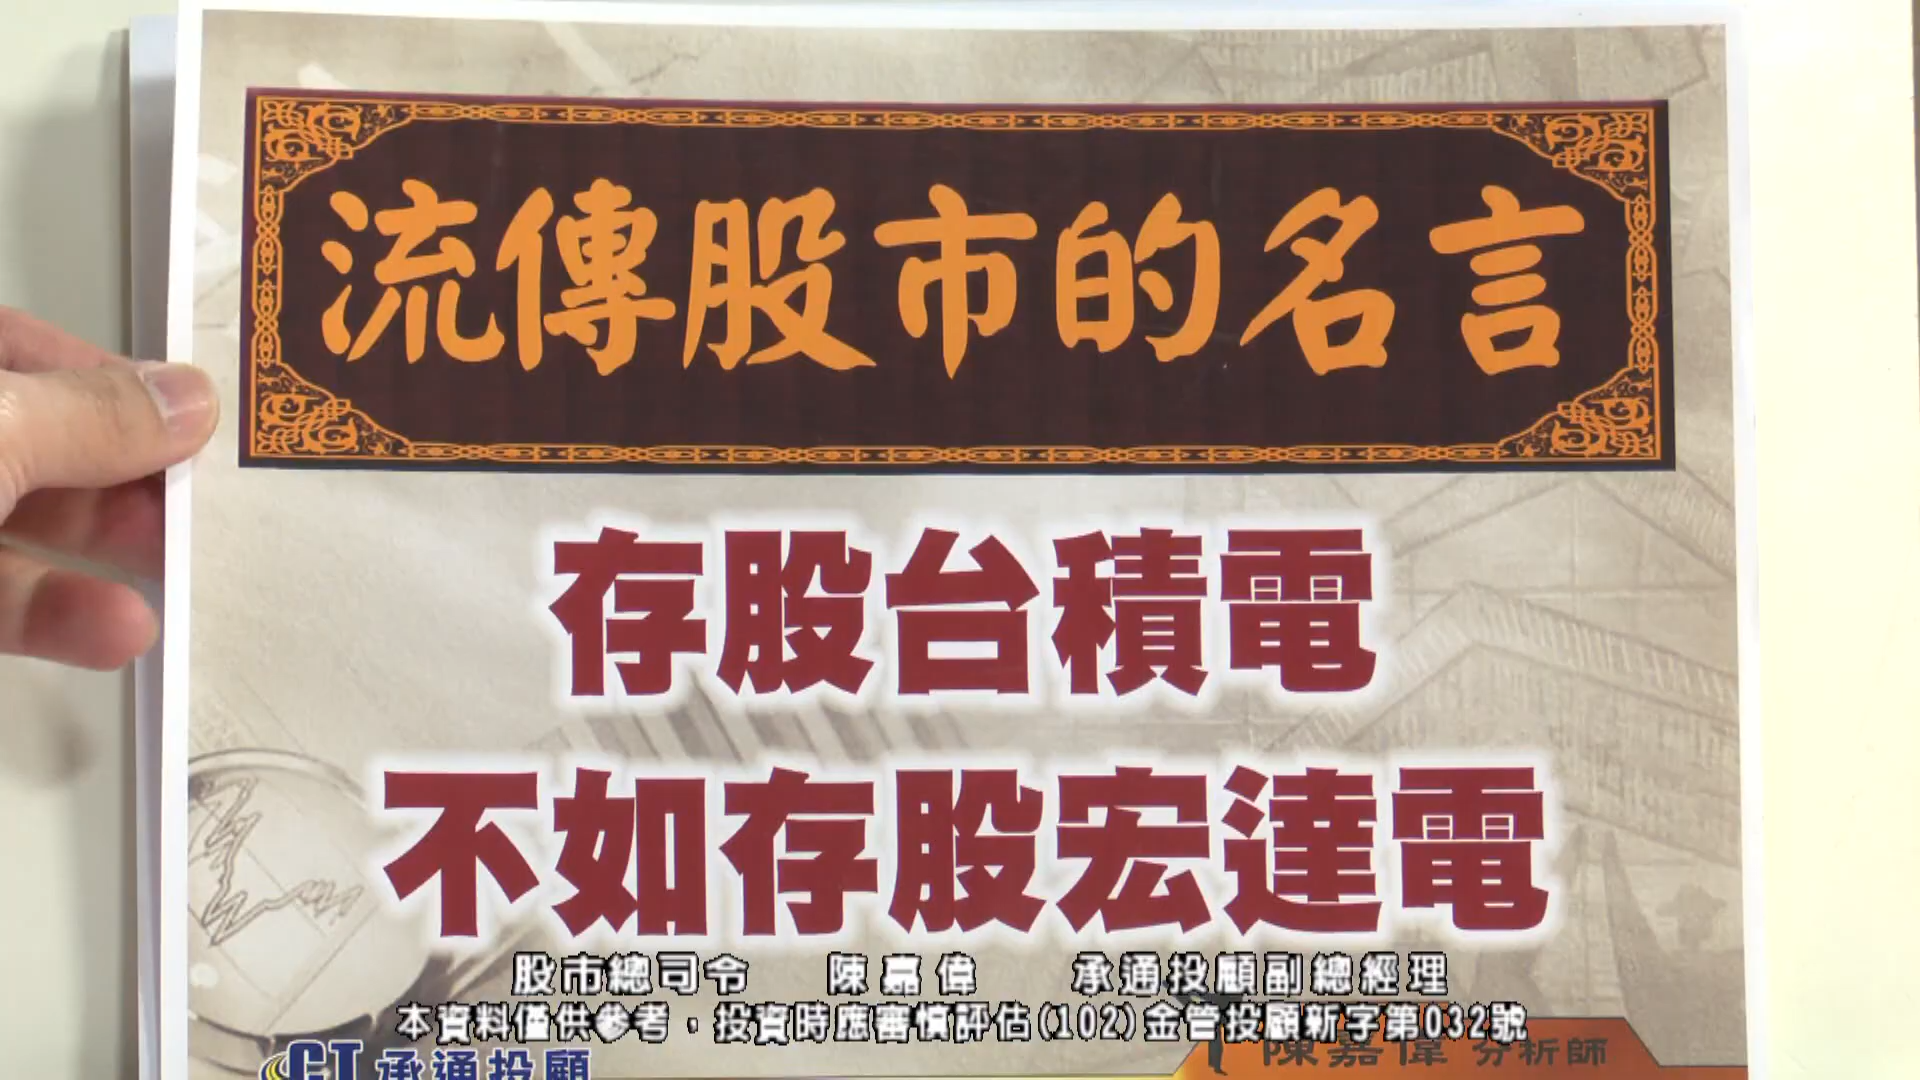 流傳股市的名言
存股台積電
不如存股宏達電
股市總司令 陳嘉偉 承通投顧副總經理
本資料僅供參考，投資時應審慎評估(102)金管投顧新字第032號
CT 承通投顧
陳嘉偉 分析師